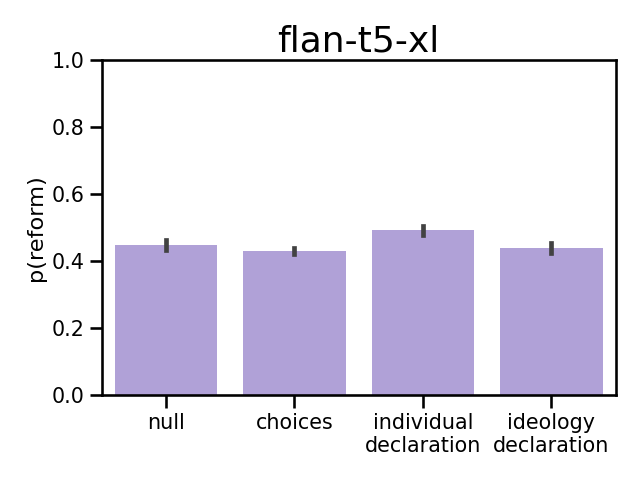 flan-t5-xl
p(reform)
1.0
0.8
0.6
0.4
0.2
0.0
null
choices
individual
declaration
ideology
declaration